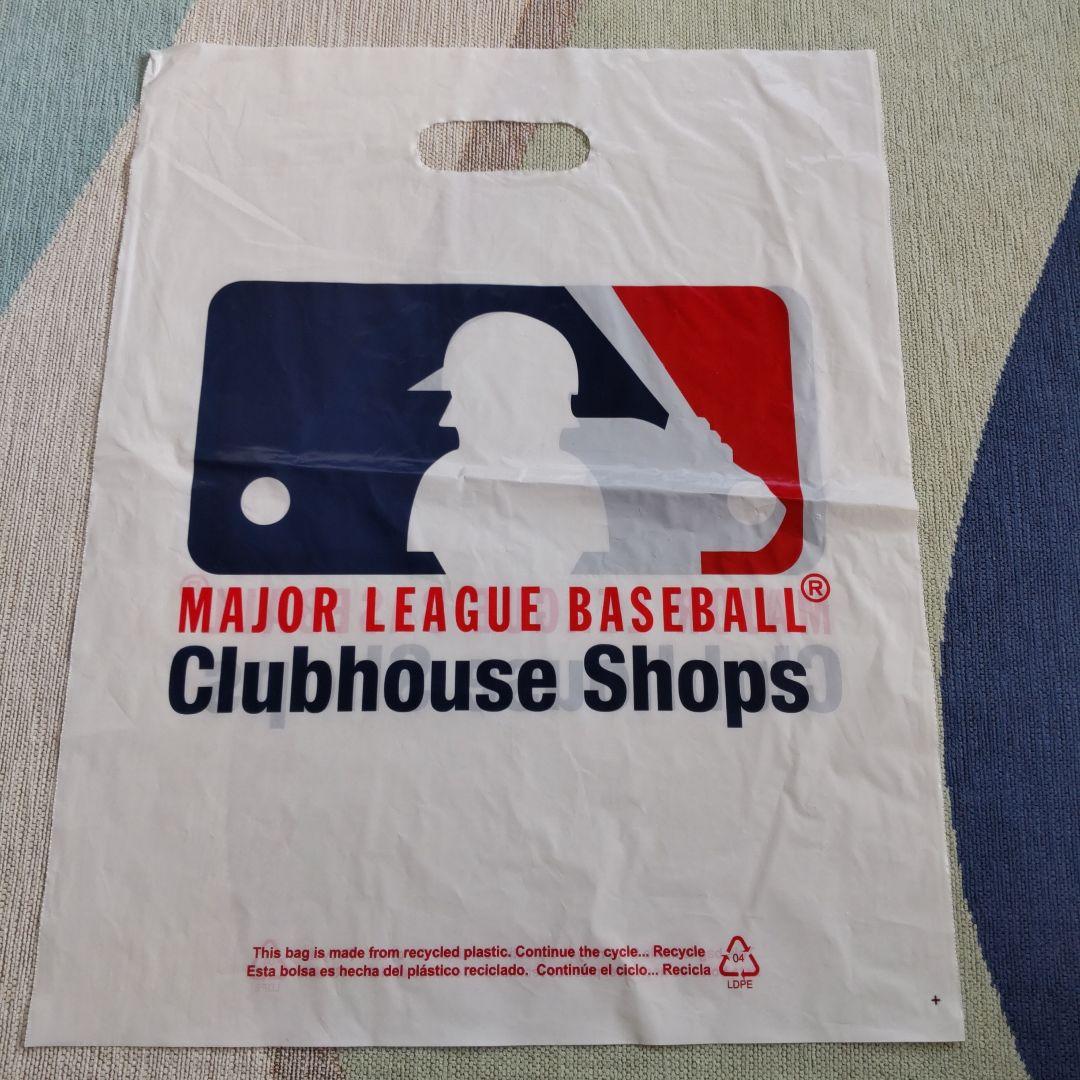 MAJOR LEAGUE BASEBALL®
Clubhouse Shops
This bag is made from recycled plastic. Continue the cycle... Recycle
Esta bolsa es hecha del plástico reciclado. Continúe el ciclo... Recicla
04
LDPE